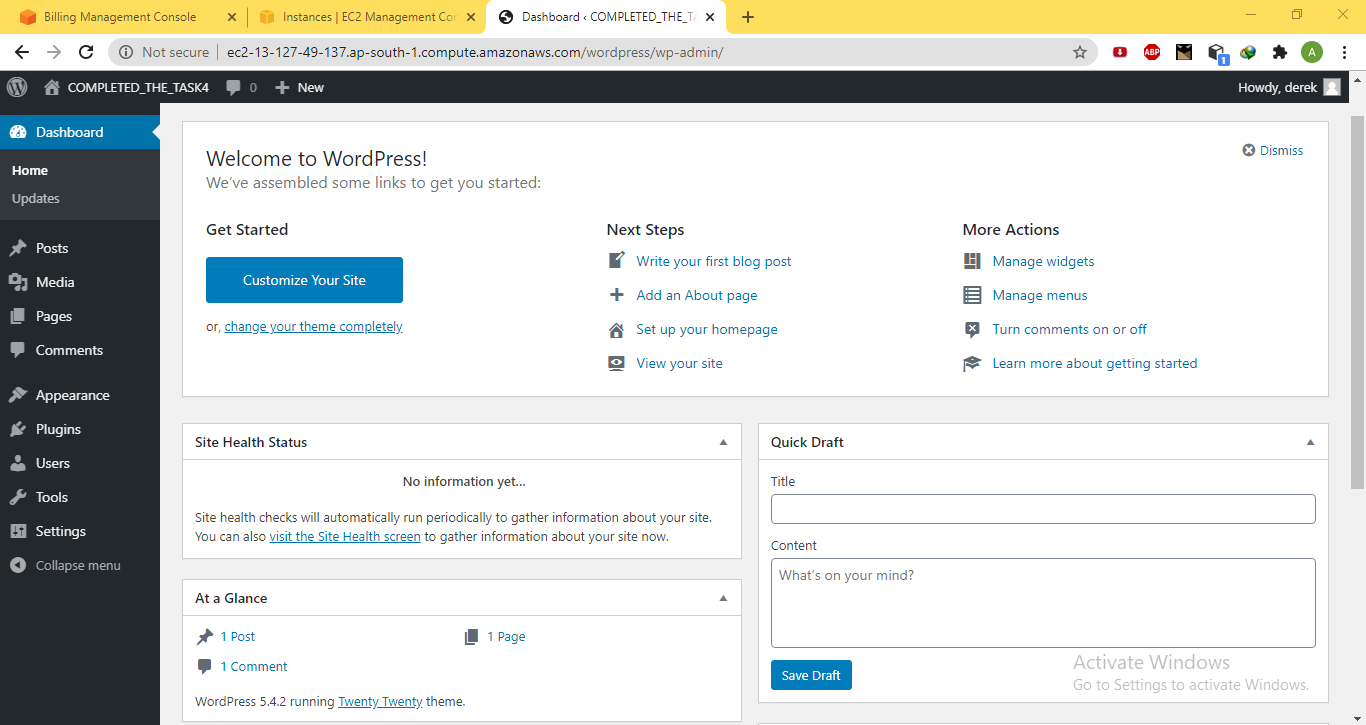 Billing Management Console
Instances | EC2 Management Con
Dashboard ‹ COMPLETED_THE_TA
Not secure
ec2-13-127-49-137.ap-south-1.compute.amazonaws.com/wordpress/wp-admin/
ABP
1
A
COMPLETED_THE_TASK4
0
New
Howdy, derek
Dashboard
Home
Updates
Posts
Media
Pages
Comments
Appearance
Plugins
Users
Tools
Settings
Collapse menu
Welcome to WordPress!
Dismiss
We've assembled some links to get you started:
Get Started
Customize Your Site
or, change your theme completely
Next Steps
Write your first blog post
Add an About page
Set up your homepage
View your site
More Actions
Manage widgets
Manage menus
Turn comments on or off
Learn more about getting started
Site Health Status
No information yet...
Site health checks will automatically run periodically to gather information about your site.
You can also visit the Site Health screen to gather information about your site now.
At a Glance
1 Post
1 Page
1 Comment
WordPress 5.4.2 running Twenty Twenty theme.
Quick Draft
Title
Content
What's on your mind?
Save Draft
Activate Windows
Go to Settings to activate Windows.